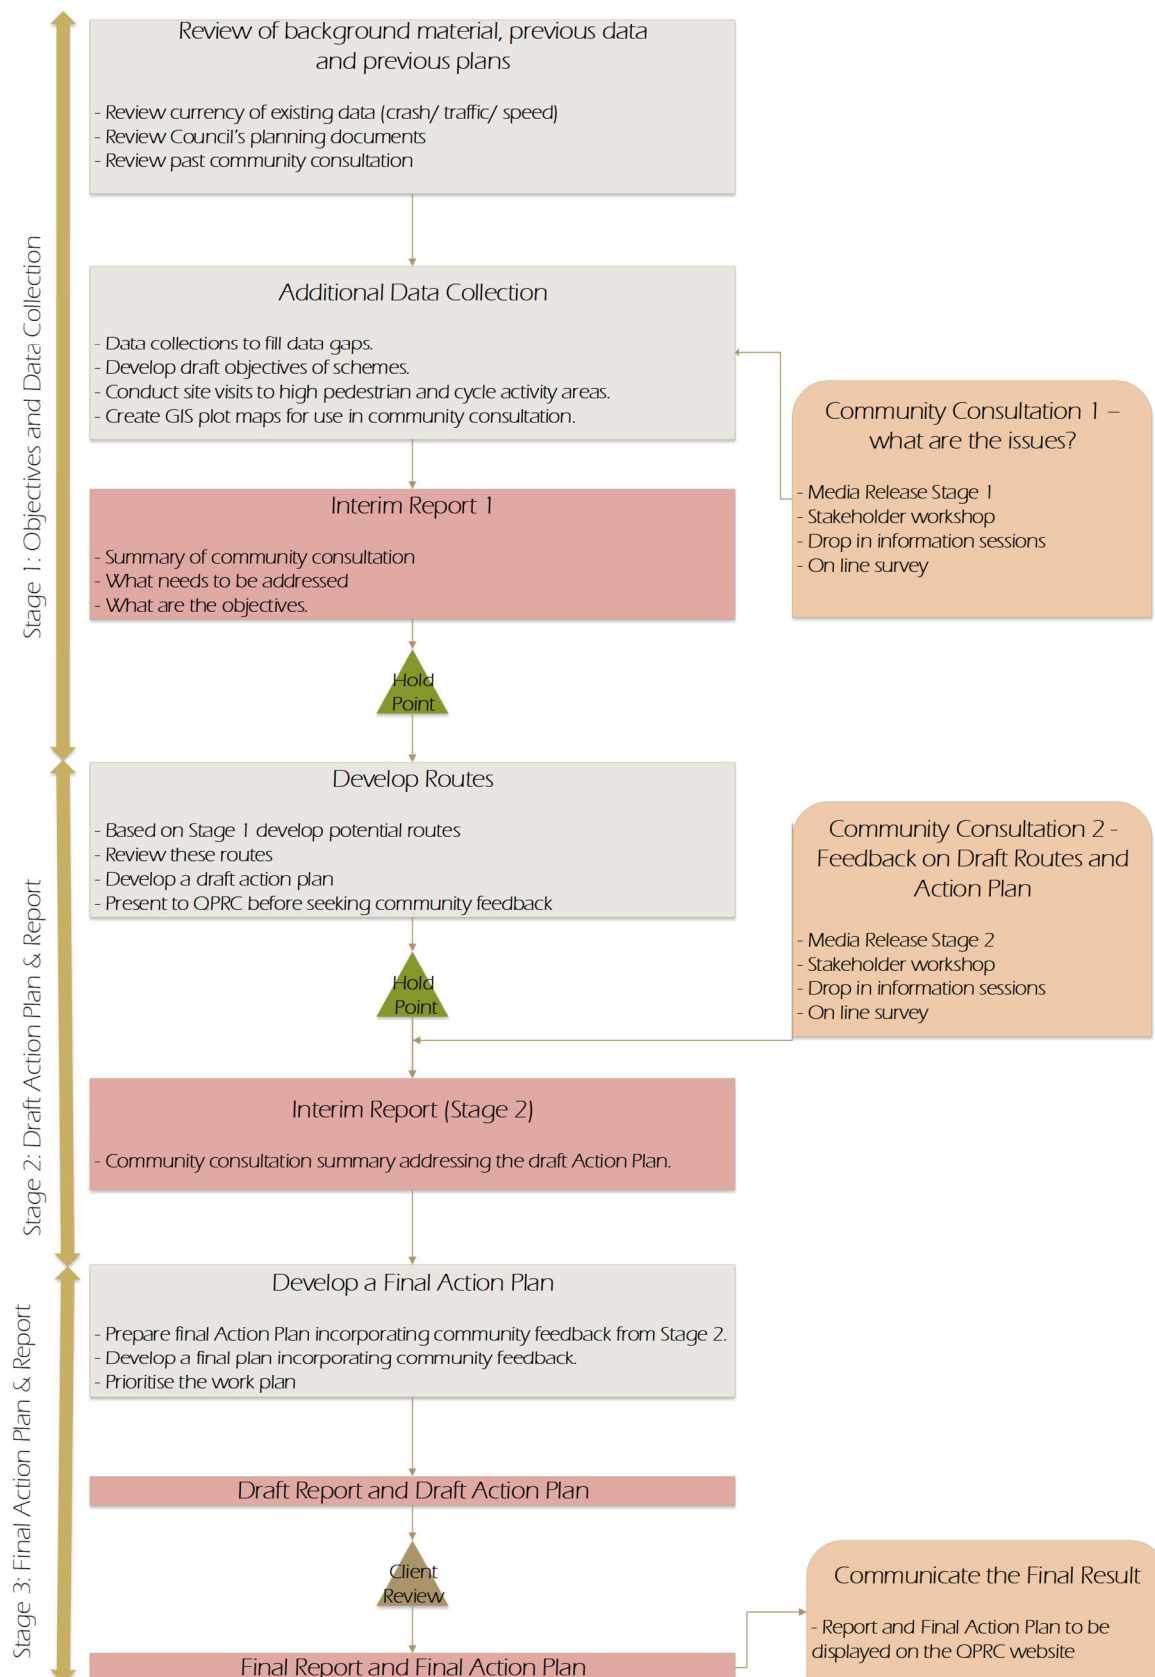 Stage 1: Objectives and Data Collection
Review of background material, previous data
and previous plans
- Review currency of existing data (crash/ traffic/ speed)
- Review Council's planning documents
- Review past community consultation
Additional Data Collection
- Data collections to fill data gaps.
- Develop draft objectives of schemes.
- Conduct site visits to high pedestrian and cycle activity areas.
- Create GIS plot maps for use in community consultation.
Community Consultation 1 –
what are the issues?
- Media Release Stage 1
- Stakeholder workshop
- Drop in information sessions
- On line survey
Interim Report 1
- Summary of community consultation
- What needs to be addressed
- What are the objectives.
Hold
Point
Stage 2: Draft Action Plan & Report
Develop Routes
- Based on Stage 1 develop potential routes
- Review these routes
- Develop a draft action plan
- Present to QPRC before seeking community feedback
Community Consultation 2 -
Feedback on Draft Routes and
Action Plan
- Media Release Stage 2
- Stakeholder workshop
- Drop in information sessions
- On line survey
Hold
Point
Interim Report (Stage 2)
- Community consultation summary addressing the draft Action Plan.
Stage 3: Final Action Plan & Report
Develop a Final Action Plan
- Prepare final Action Plan incorporating community feedback from Stage 2.
- Develop a final plan incorporating community feedback.
- Prioritise the work plan
Draft Report and Draft Action Plan
Client
Review
Final Report and Final Action Plan
Communicate the Final Result
- Report and Final Action Plan to be
displayed on the QPRC website